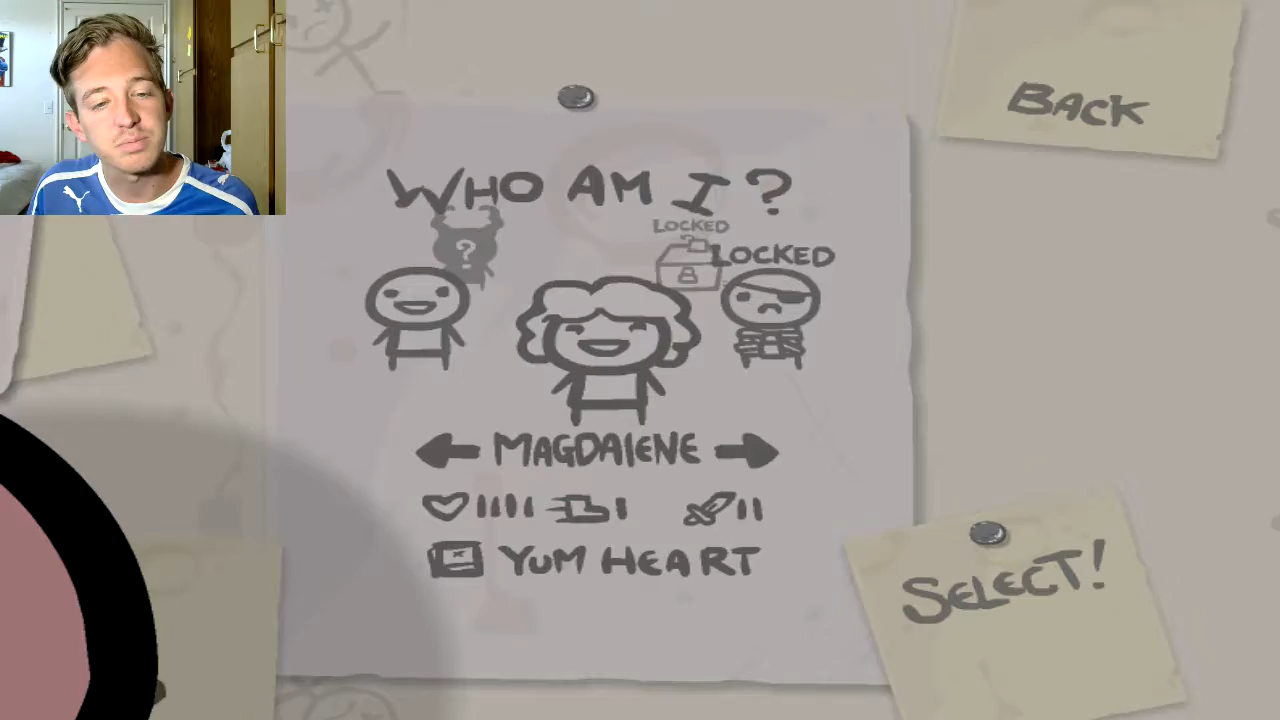 BACK
WHO AM I?
LOCKED
LOCKED
?
MAGDALENE
YUM HEART
SELECT!